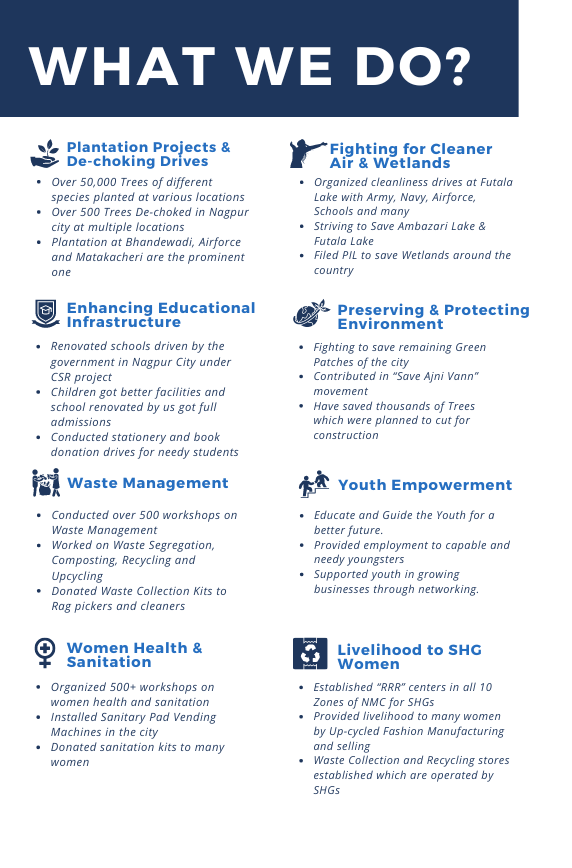 WHAT WE DO?
Plantation Projects &
De-choking Drives
• Over 50,000 Trees of different
species planted at various locations
• Over 500 Trees De-choked in Nagpur
city at multiple locations
• Plantation at Bhandewadi, Airforce
and Matakacheri are the prominent
one
Fighting for Cleaner
Air & Wetlands
• Organized cleanliness drives at Futala
Lake with Army, Navy, Airforce,
Schools and many
• Striving to Save Ambazari Lake &
Futala Lake
• Filed PIL to save Wetlands around the
country
Enhancing Educational
Infrastructure
• Renovated schools driven by the
government in Nagpur City under
CSR project
• Children got better facilities and
school renovated by us got full
admissions
• Conducted stationery and book
donation drives for needy students
Preserving & Protecting
Environment
• Fighting to save remaining Green
Patches of the city
• Contributed in “Save Ajni Vann”
movement
• Have saved thousands of Trees
which were planned to cut for
construction
Waste Management
• Conducted over 500 workshops on
Waste Management
• Worked on Waste Segregation,
Composting, Recycling and
Upcycling
• Donated Waste Collection Kits to
Rag pickers and cleaners
Youth Empowerment
• Educate and Guide the Youth for a
better future.
• Provided employment to capable and
needy youngsters
• Supported youth in growing
businesses through networking.
Women Health &
Sanitation
• Organized 500+ workshops on
women health and sanitation
• Installed Sanitary Pad Vending
Machines in the city
• Donated sanitation kits to many
women
Livelihood to SHG
Women
• Established “RRR” centers in all 10
Zones of NMC for SHGs
• Provided livelihood to many women
by Up-cycled Fashion Manufacturing
and selling
• Waste Collection and Recycling stores
established which are operated by
SHGs